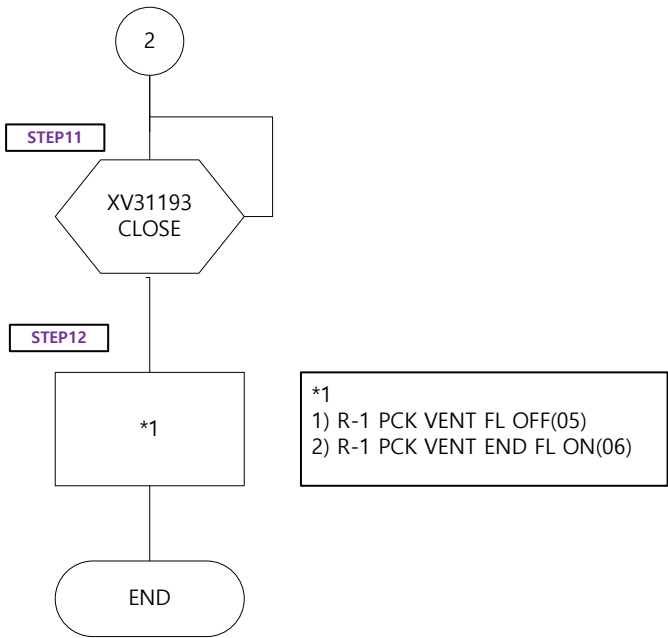 2
STEP11
XV31193
CLOSE
STEP12
*1
*1
1) R-1 PCK VENT FL OFF(05)
2) R-1 PCK VENT END FL ON(06)
END